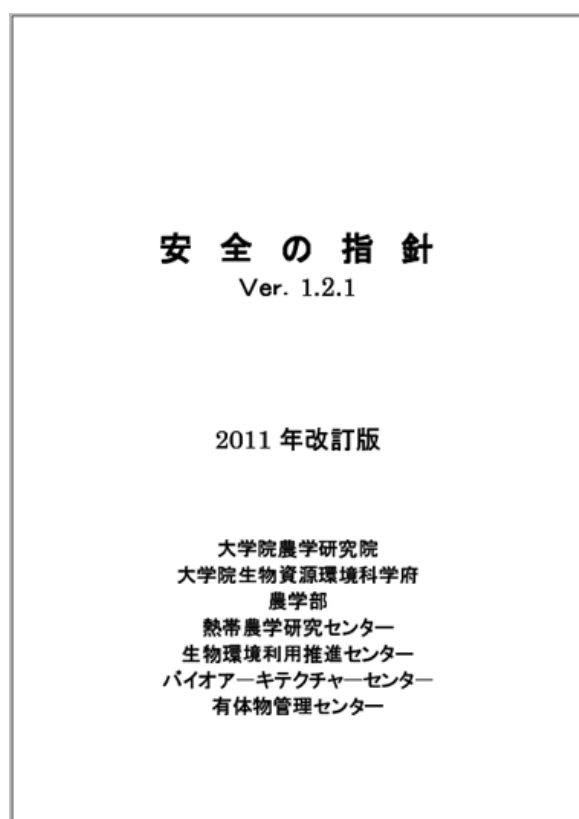 安全の指針
Ver. 1.2.1
2011 年改訂版
大学院農学研究院
大学院生物資源環境科学府
農学部
熱帯農学研究センター
生物環境利用推進センター
バイオアーキテクチャーセンター
有体物管理センター